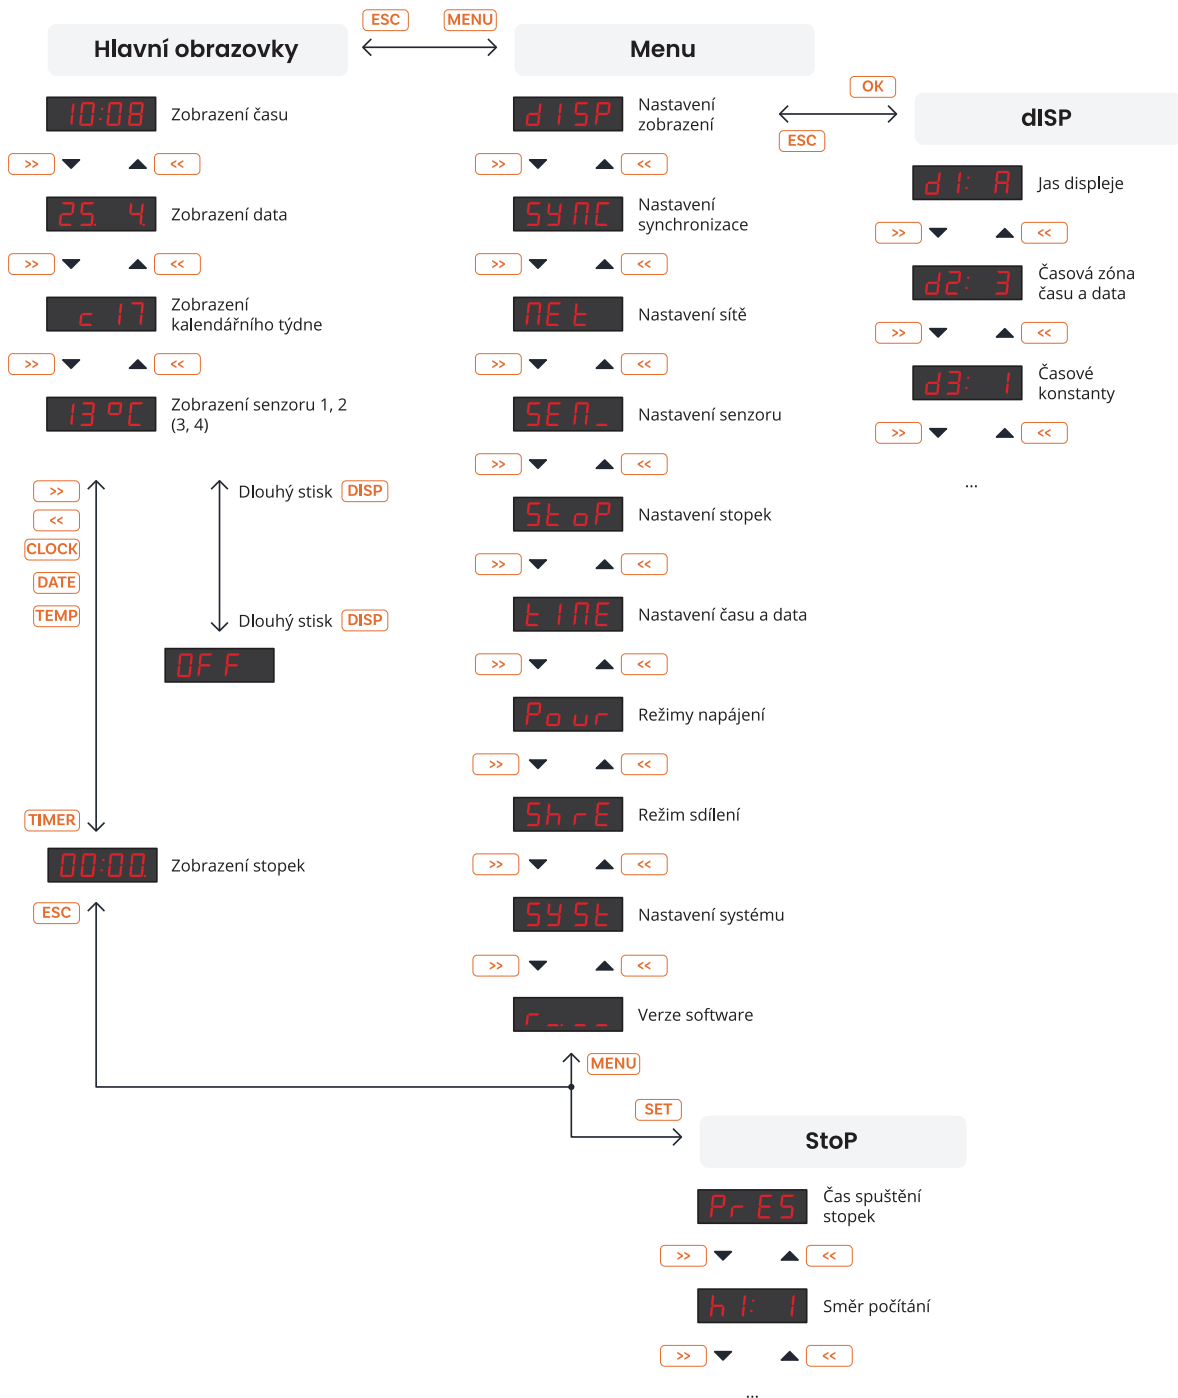 ESC MENU
Hlavní obrazovky
Menu
10:08 Zobrazení času
>> <<
25. 4. Zobrazení data
>> <<
c 17 Zobrazení
kalendářního týdne
>> <<
13 °C Zobrazení senzoru 1, 2
(3, 4)
>>
<<
CLOCK
DATE
TEMP
Dlouhý stisk DISP
Dlouhý stisk DISP
OFF
TIMER
00:00. Zobrazení stopek
ESC
dISP Nastavení
zobrazení
>> <<
SYNC Nastavení
synchronizace
>> <<
NEt Nastavení sítě
>> <<
SEN_ Nastavení senzoru
>> <<
StoP Nastavení stopek
>> <<
tINE Nastavení času a data
>> <<
Pour Režimy napájení
>> <<
ShrE Režim sdílení
>> <<
SySt Nastavení systému
>> <<
r_._ _ Verze software
MENU
OK
ESC
dISP
d1: A Jas displeje
>> <<
d2: 3 Časová zóna
času a data
>> <<
d3: 1 Časové
konstanty
>> <<
...
SET
StoP
PrES Čas spuštění
stopek
>> <<
h1: 1 Směr počítání
>> <<
...